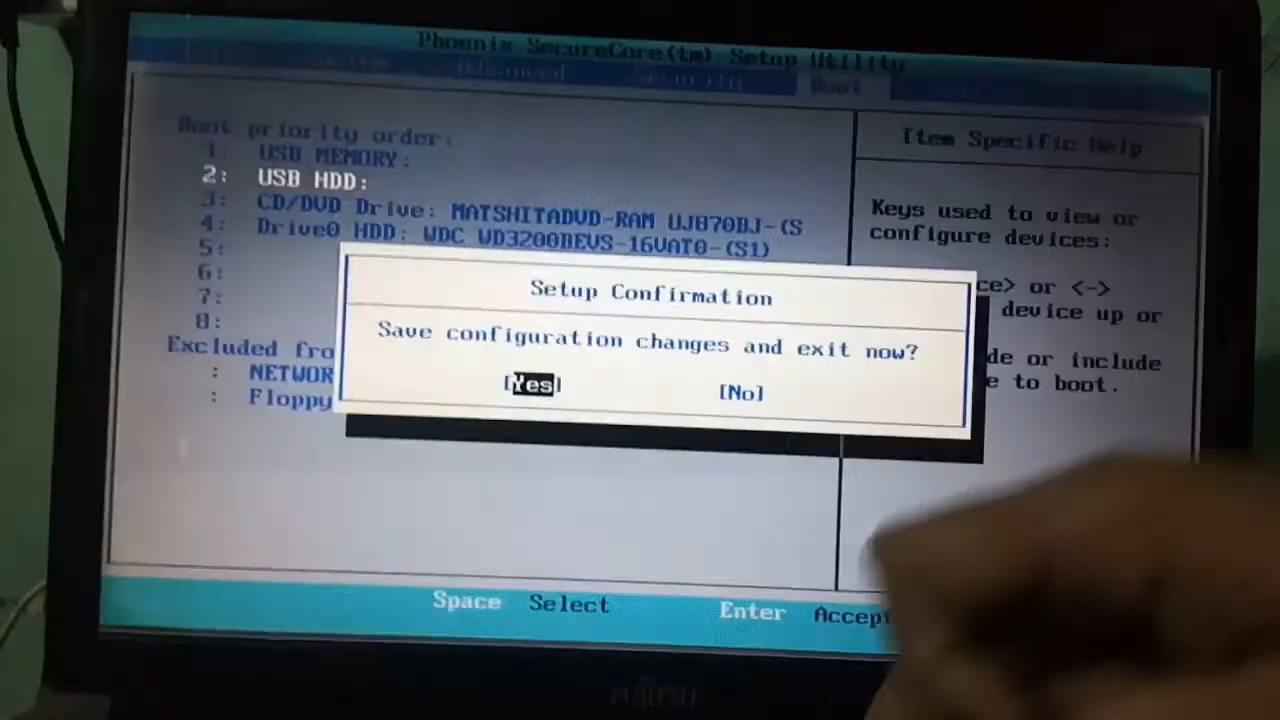 Phoenix SecureCore(tm) Setup Utility
Advanced Security Boot
Boot priority order:
1: USB MEMORY:
2: USB HDD:
3: CD/DVD Drive: MATSHITADVD-RAM UJ870BJ-(S
4: Drive0 HDD: WDC WD3200BEVS-16VAT0-(S1)
5:
6:
7:
8:
Excluded fro
: NETWOR
: Floppy
Item Specific Help
Keys used to view or
configure devices:
ce> or <->
device up or
de or include
e to boot.
Setup Confirmation
Save configuration changes and exit now?
[Yes] [No]
Space Select Enter Accept
FUJITSU